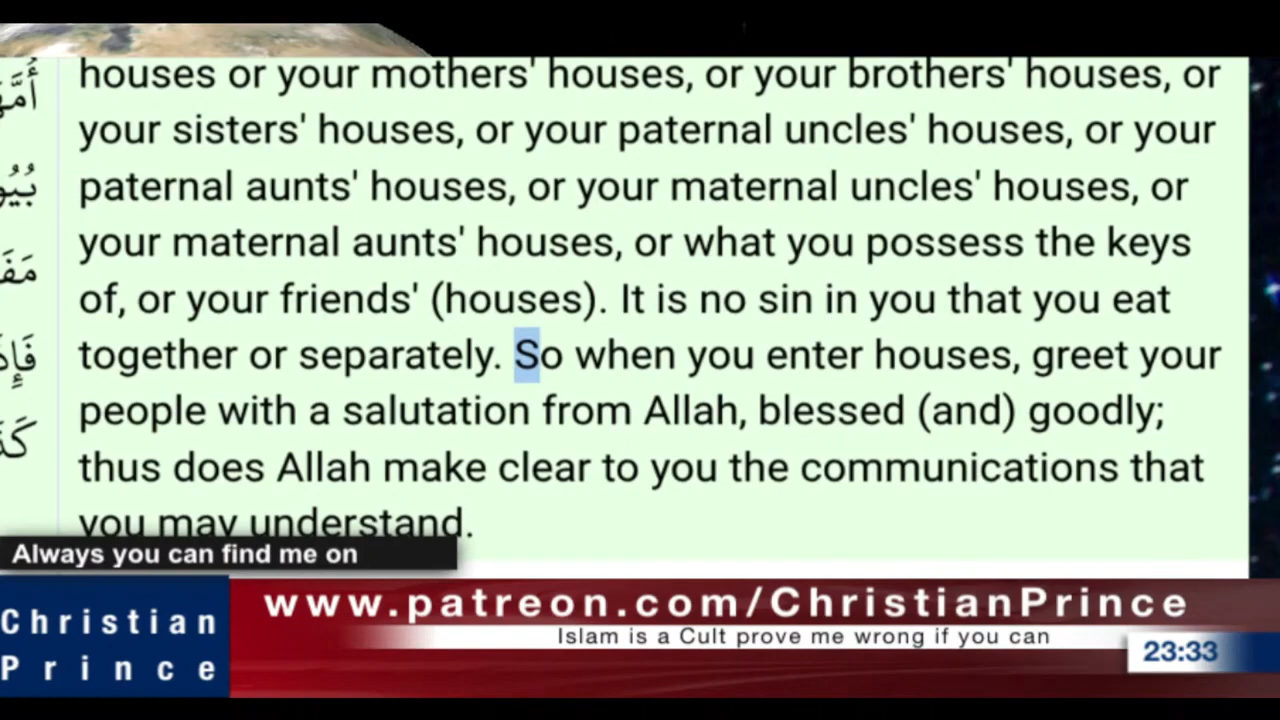 houses or your mothers' houses, or your brothers' houses, or
your sisters' houses, or your paternal uncles' houses, or your
paternal aunts' houses, or your maternal uncles' houses, or
your maternal aunts' houses, or what you possess the keys
of, or your friends' (houses). It is no sin in you that you eat
together or separately. So when you enter houses, greet your
people with a salutation from Allah, blessed (and) goodly;
thus does Allah make clear to you the communications that
you may understand.
Always you can find me on
Christian
Prince
www.patreon.com/ChristianPrince
Islam is a Cult prove me wrong if you can
23:33